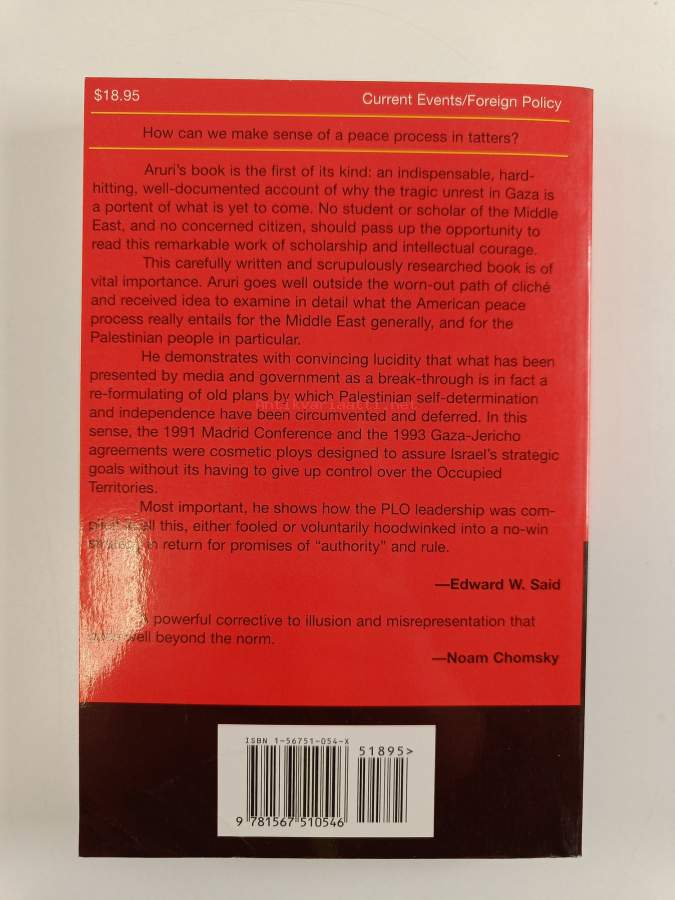 $18.95
Current Events/Foreign Policy
How can we make sense of a peace process in tatters?
Aruri's book is the first of its kind: an indispensable, hard-
hitting, well-documented account of why the tragic unrest in Gaza is
a portent of what is yet to come. No student or scholar of the Middle
East, and no concerned citizen, should pass up the opportunity to
read this remarkable work of scholarship and intellectual courage.
This carefully written and scrupulously researched book is of
vital importance. Aruri goes well outside the worn-out path of cliché
and received idea to examine in detail what the American peace
process really entails for the Middle East generally, and for the
Palestinian people in particular.
He demonstrates with convincing lucidity that what has been
presented by media and government as a break-through is in fact a
re-formulating of old plans by which Palestinian self-determination
antikvariaatti.net
and independence have been circumvented and deferred. In this
sense, the 1991 Madrid Conference and the 1993 Gaza-Jericho
agreements were cosmetic ploys designed to assure Israel's strategic
goals without its having to give up control over the Occupied
Territories.
Most important, he shows how the PLO leadership was com-
all this, either fooled or voluntarily hoodwinked into a no-win
in return for promises of "authority" and rule.
—Edward W. Said
A powerful corrective to illusion and misrepresentation that
well beyond the norm.
—Noam Chomsky
ISBN 1-56751-054-X
51895>
9 781567 510546